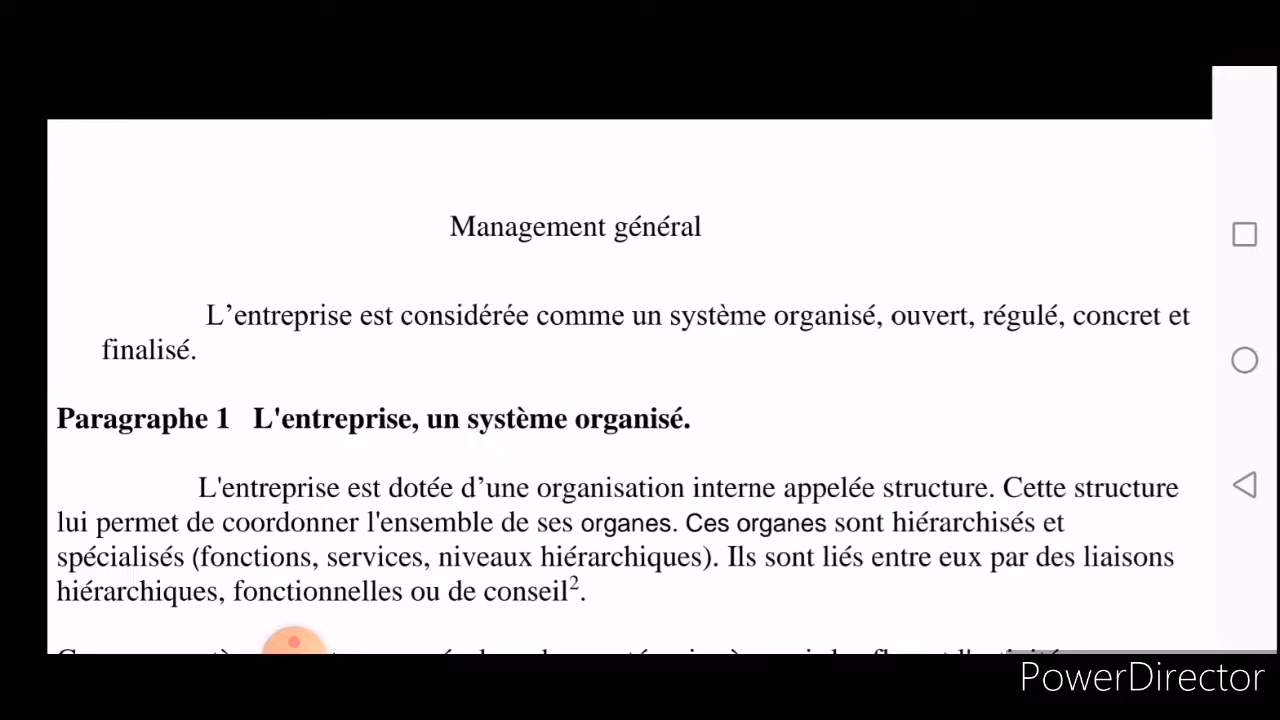 Management général
L’entreprise est considérée comme un système organisé, ouvert, régulé, concret et
finalisé.
Paragraphe 1 L'entreprise, un système organisé.
L'entreprise est dotée d’une organisation interne appelée structure. Cette structure
lui permet de coordonner l'ensemble de ses organes. Ces organes sont hiérarchisés et
spécialisés (fonctions, services, niveaux hiérarchiques). Ils sont liés entre eux par des liaisons
hiérarchiques, fonctionnelles ou de conseil².
PowerDirector